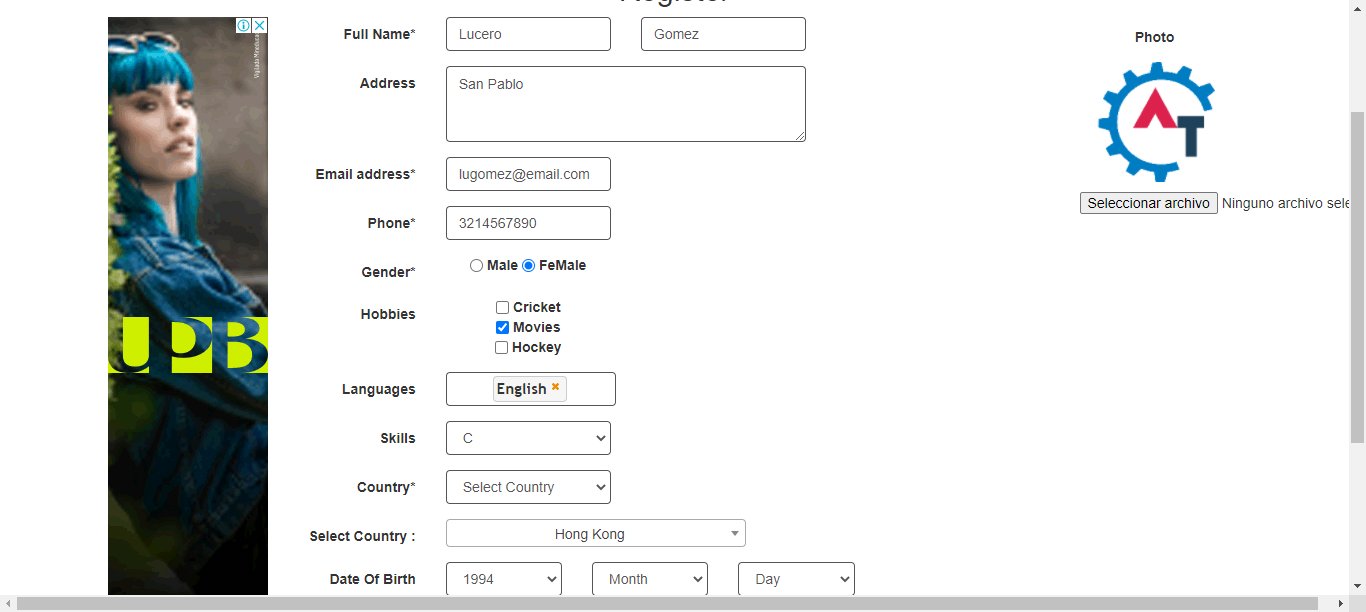 Register
Full Name*
Lucero
Gomez
Photo
Address
San Pablo
Email address*
lugomez@email.com
Phone*
3214567890
Seleccionar archivo
Ninguno archivo sele
Gender*
Male
FeMale
Hobbies
Cricket
Movies
Hockey
Languages
English
Skills
C
Country*
Select Country
Select Country :
Hong Kong
Date Of Birth
1994
Month
Day
UPB
AT